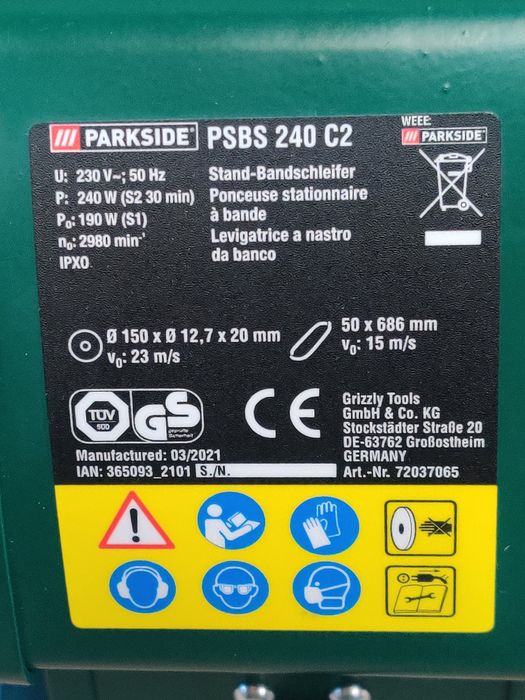 PARKSIDE® PSBS 240 C2
WEEE:
PARKSIDE®
U: 230 V~; 50 Hz
P: 240 W (S2 30 min)
P₀: 190 W (S1)
n₀: 2980 min⁻¹
IPX0
Stand-Bandschleifer
Ponceuse stationnaire
à bande
Levigatrice a nastro
da banco
Ø 150 x Ø 12,7 x 20 mm
v₀: 23 m/s
50 x 686 mm
v₀: 15 m/s
TÜV
SÜD
GS
geprüfte
Sicherheit
CE
Grizzly Tools
GmbH & Co. KG
Stockstädter Straße 20
DE-63762 Großostheim
GERMANY
Manufactured: 03/2021
IAN: 365093_2101 S./N.
Art.-Nr. 72037065